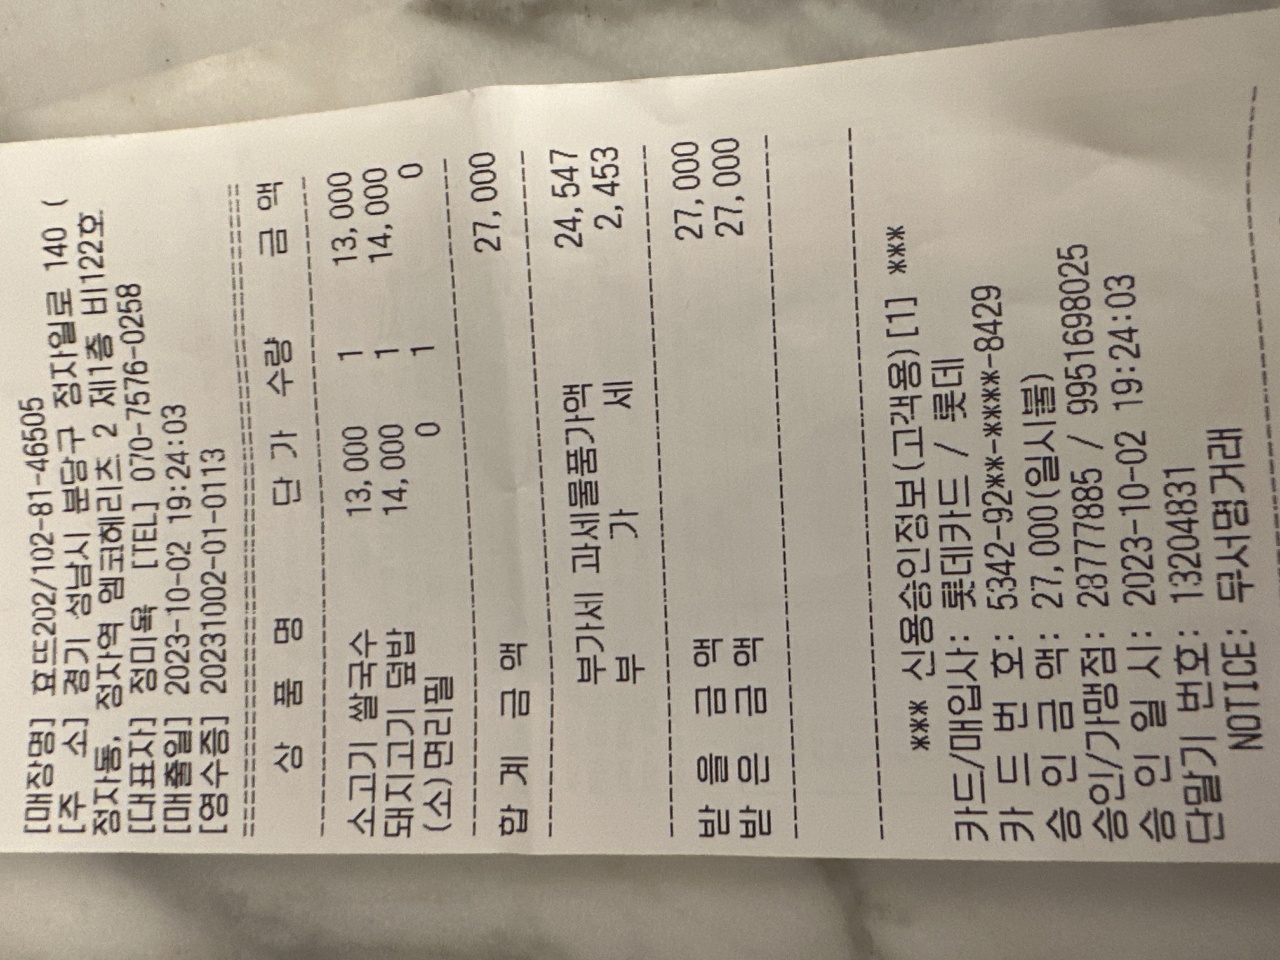 [매장명] 효뜨202/102-81-46505
[주 소] 경기 성남시 분당구 정자일로 140 (
정자동, 정자역 엠코헤리츠 2 제1층 비122호
[대표자] 정미옥 [TEL] 070-7576-0258
[매출일] 2023-10-02 19:24:03
[영수증] 20231002-01-0113
==========================================
상 품 명 단 가 수량 금 액
------------------------------------------
소고기 쌀국수 13,000 1 13,000
돼지고기 덮밥 14,000 1 14,000
(소)면리필 0 1 0
------------------------------------------
합 계 금 액 27,000
------------------------------------------
부가세 과세물품가액 24,547
부 가 세 2,453
------------------------------------------
받 을 금 액 27,000
받 은 금 액 27,000
------------------------------------------
------------------------------------------
*** 신용승인정보(고객용) [1] ***
카드/매입사: 롯데카드 / 롯데
카 드 번 호: 5342-92**-****-8429
승 인 금 액: 27,000(일시불)
승인/가맹점: 28777885 / 9951698025
승 인 일 시: 2023-10-02 19:24:03
단말기 번호: 13204831
NOTICE: 무서명거래
------------------------------------------